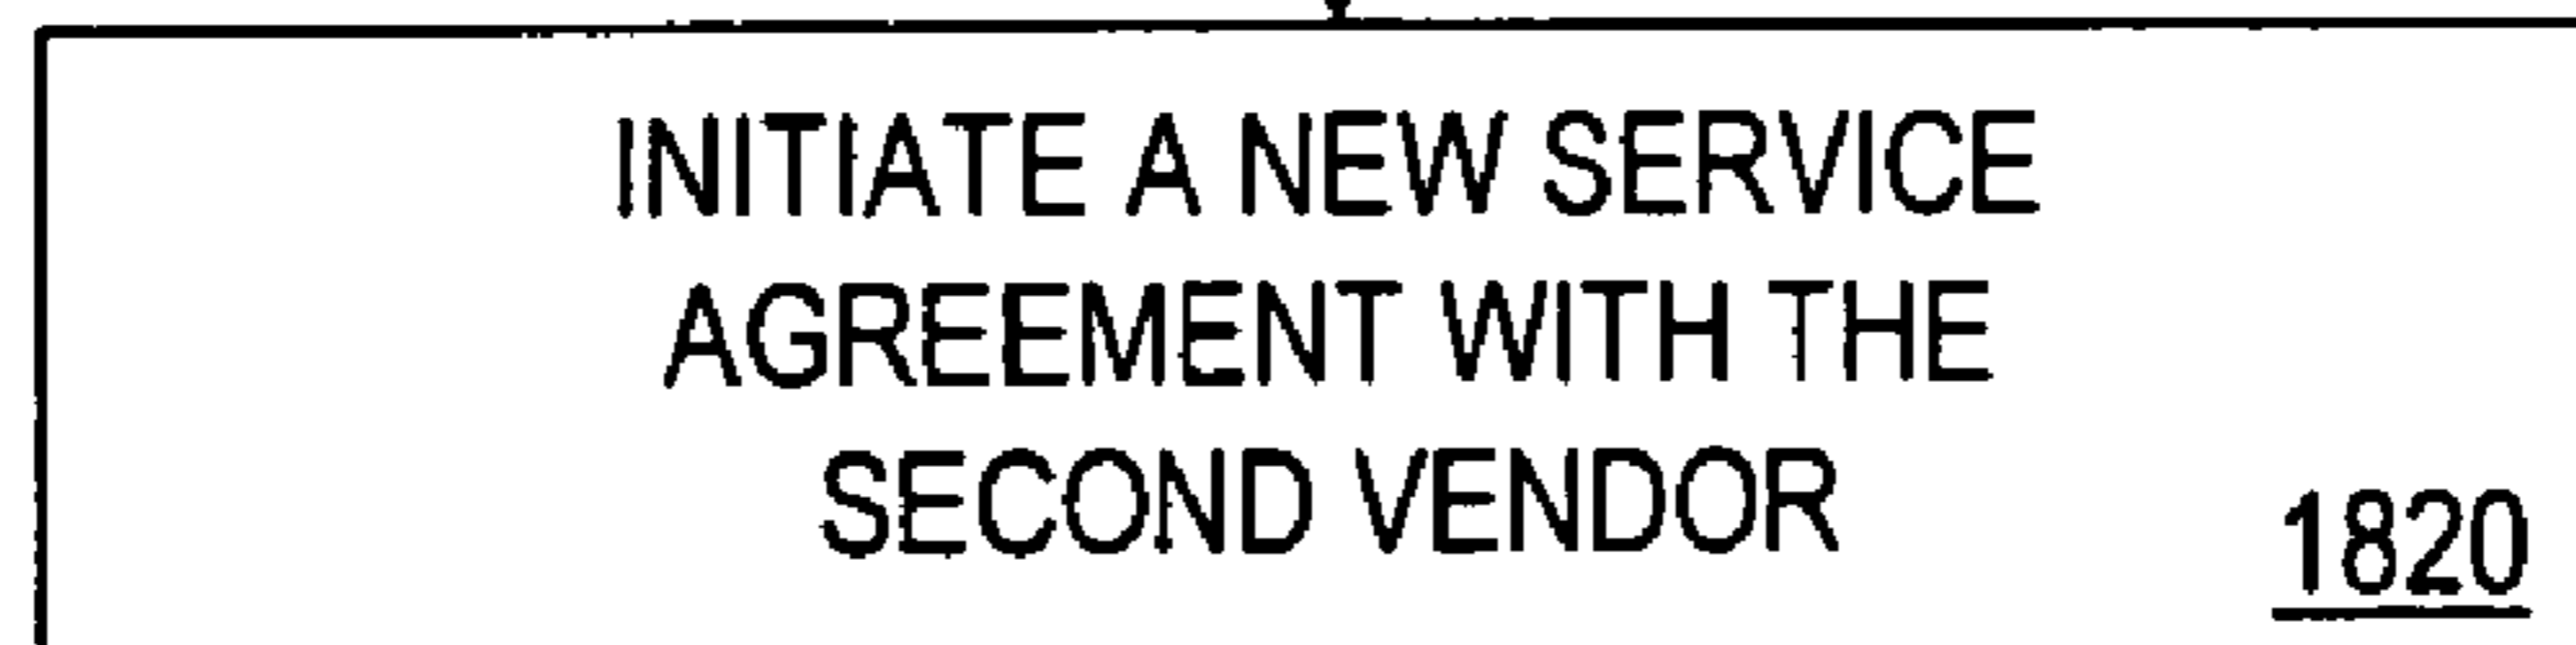 INITIATE A NEW SERVICE
AGREEMENT WITH THE
SECOND VENDOR
1820